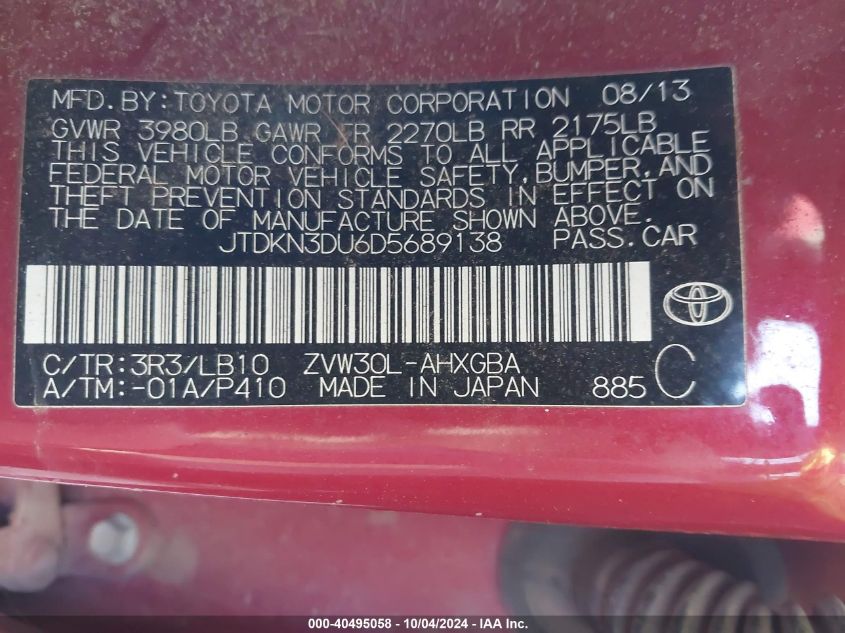 MFD. BY: TOYOTA MOTOR CORPORATION 08/13
GVWR 3980LB GAWR FR 2270LB RR 2175LB
THIS VEHICLE CONFORMS TO ALL APPLICABLE
FEDERAL MOTOR VEHICLE SAFETY, BUMPER, AND
THEFT PREVENTION STANDARDS IN EFFECT ON
THE DATE OF MANUFACTURE SHOWN ABOVE.
JTDKN3DU6D5689138 PASS. CAR
C/TR:3R3/LB10 ZVW30L-AHXGBA
A/TM:-01A/P410 MADE IN JAPAN 885 C
000-40495058 - 10/04/2024 - IAA Inc.